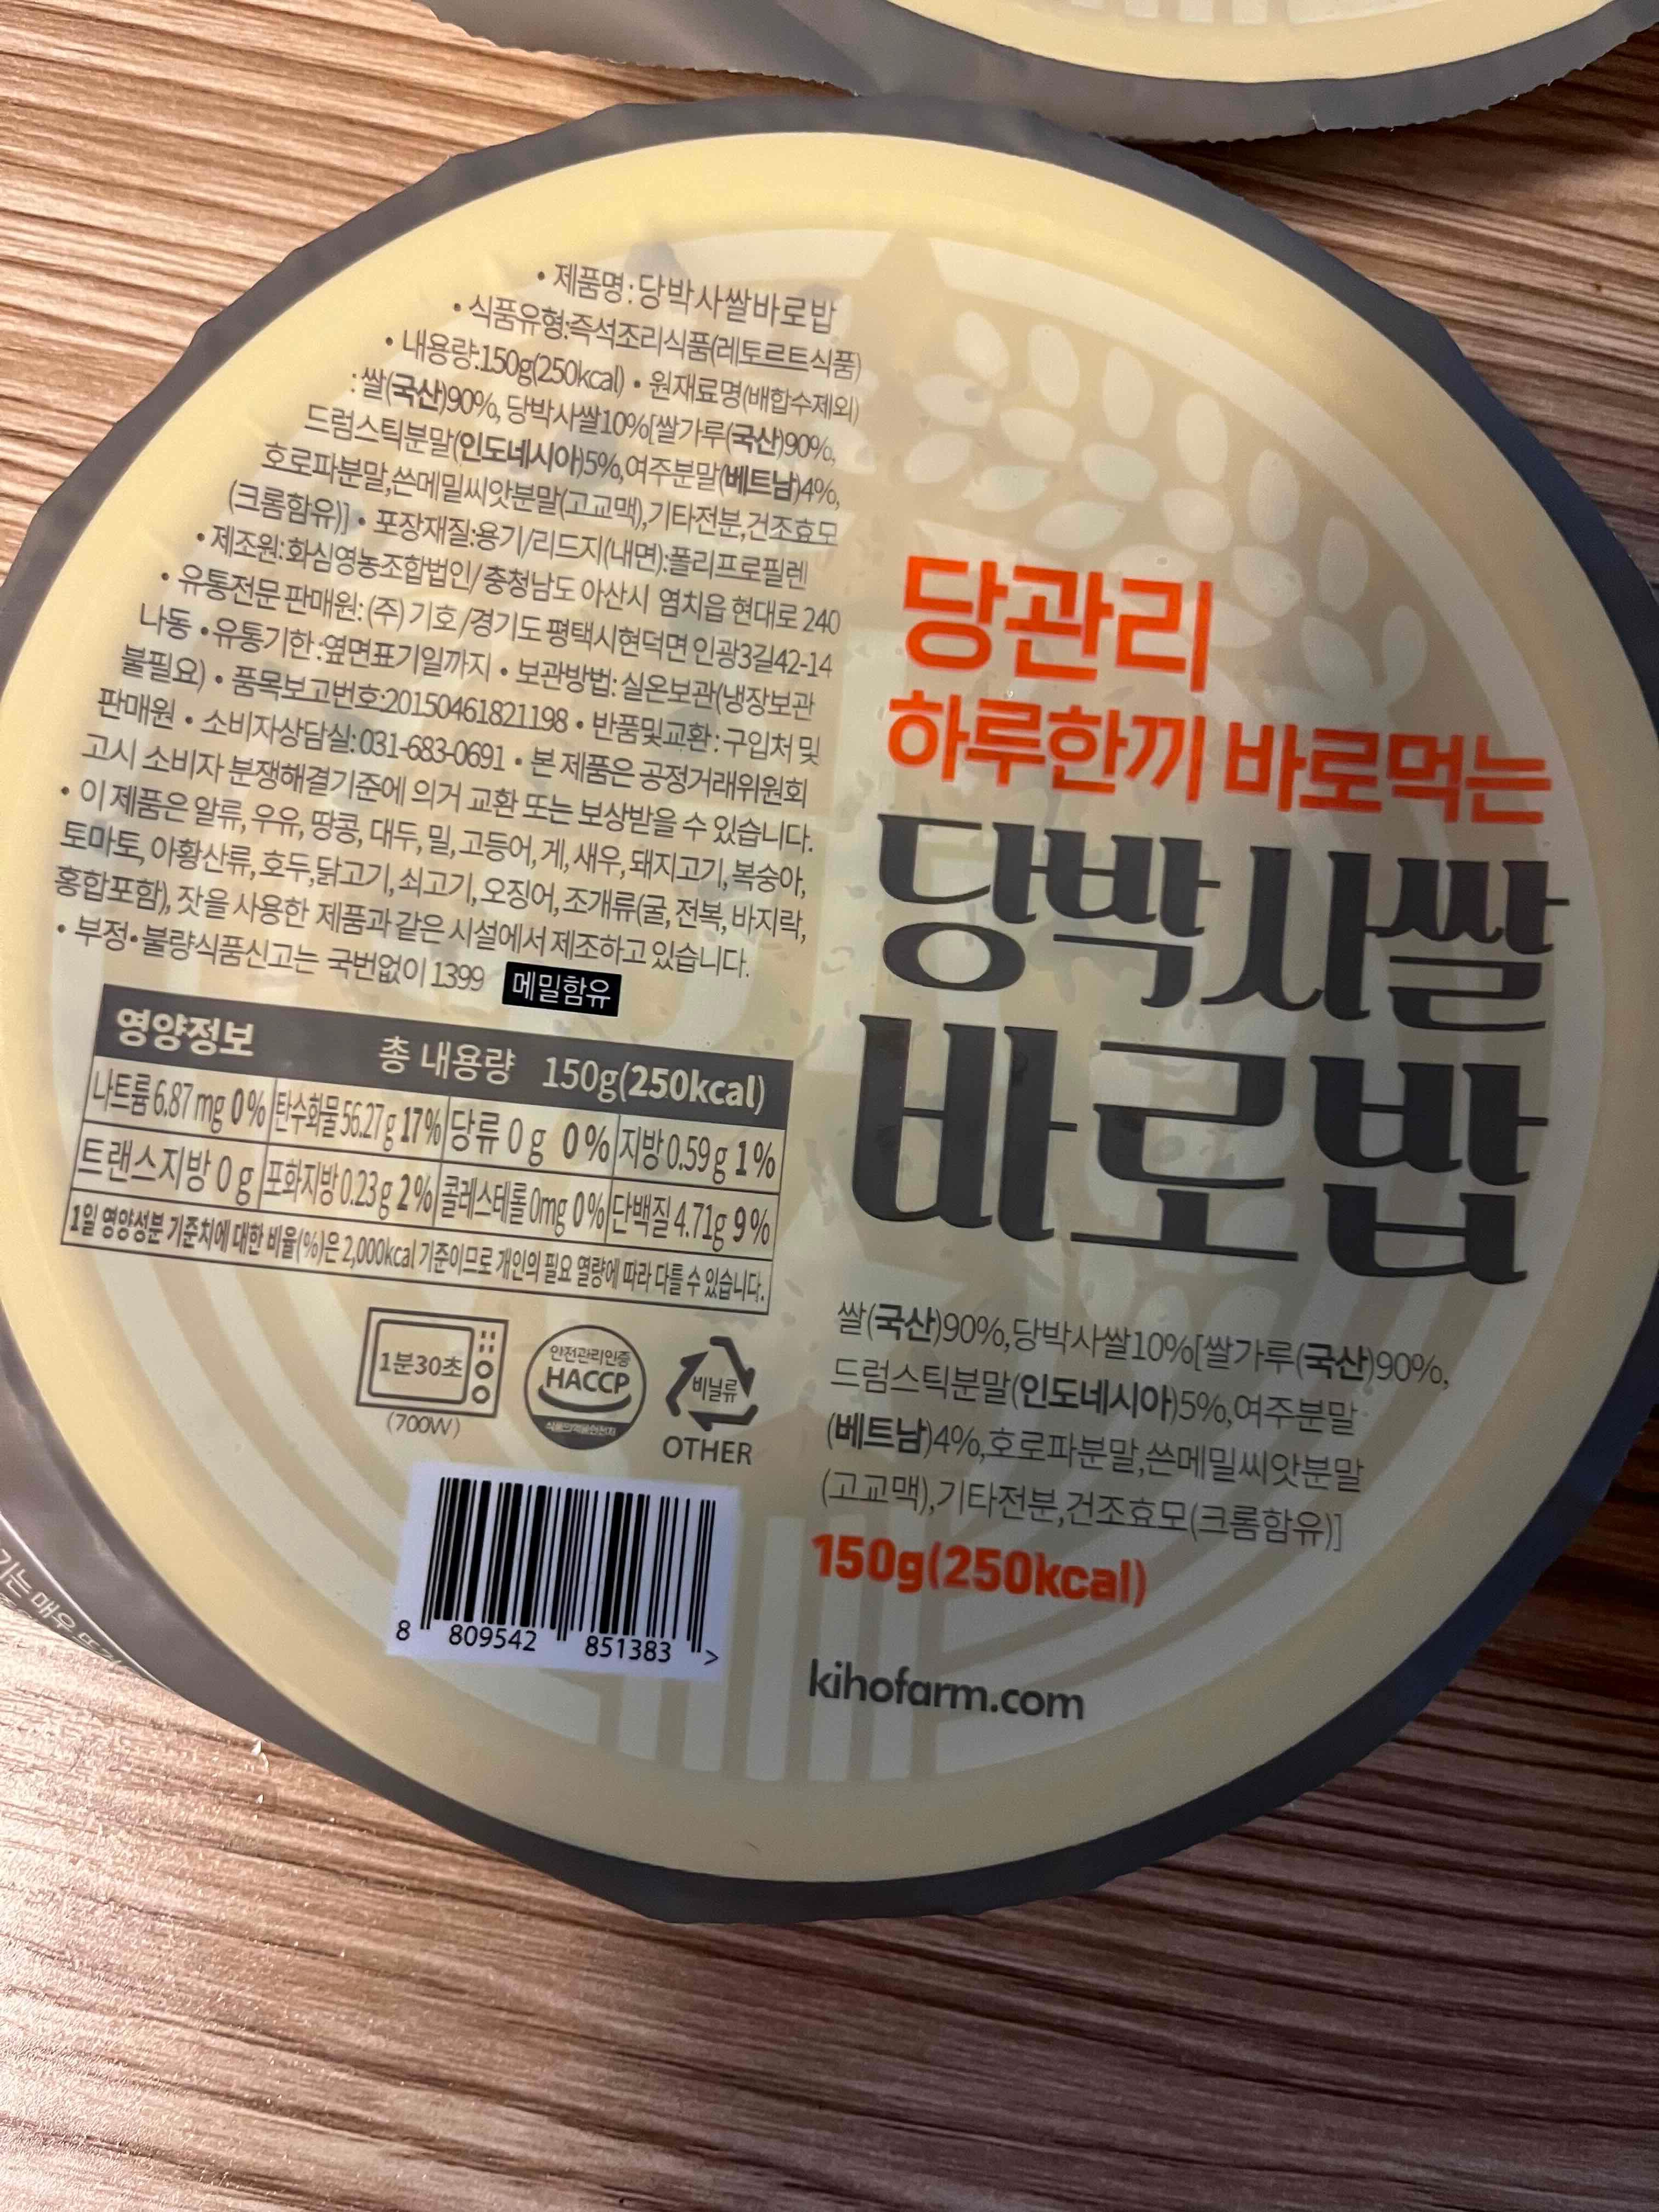 • 제품명:당박사쌀바로밥
• 식품유형:즉석조리식품(레토르트식품)
• 내용량:150g(250kcal) • 원재료명(배합수제외)
:쌀(국산)90%, 당박사쌀10%[쌀가루(국산)90%,
드럼스틱분말(인도네시아)5%,여주분말(베트남)4%,
호로파분말,쓴메밀씨앗분말(고교맥),기타전분,건조효모
(크롬함유)] • 포장재질:용기/리드지(내면):폴리프로필렌
• 제조원:화심영농조합법인/충청남도 아산시 염치읍 현대로 240
• 유통전문 판매원:(주)기호/경기도 평택시현덕면 인광3길42-14
나동 •유통기한:옆면표기일까지 • 보관방법:실온보관(냉장보관
불필요) • 품목보고번호:20150461821198 • 반품및교환:구입처 및
판매원 • 소비자상담실:031-683-0691 • 본 제품은 공정거래위원회
고시 소비자 분쟁해결기준에 의거 교환 또는 보상받을 수 있습니다.
• 이 제품은 알류, 우유, 땅콩, 대두, 밀, 고등어, 게, 새우, 돼지고기, 복숭아,
토마토, 아황산류, 호두,닭고기, 쇠고기, 오징어, 조개류(굴, 전복, 바지락,
홍합포함), 잣을 사용한 제품과 같은 시설에서 제조하고 있습니다.
• 부정•불량식품신고는 국번없이 1399 메밀함유
영양정보 총 내용량 150g(250kcal)
나트륨 6.87mg 0% 탄수화물 56.27g 17% 당류 0g 0% 지방 0.59g 1%
트랜스지방 0g 포화지방 0.23g 2% 콜레스테롤 0mg 0% 단백질 4.71g 9%
1일 영양성분 기준치에 대한 비율(%)은 2,000kcal 기준이므로 개인의 필요 열량에 따라 다를 수 있습니다.
1분30초
(700W)
안전관리인증
HACCP
비닐류
OTHER
8 809542 851383 >
당관리
하루한끼 바로먹는
당박사쌀
바로밥
쌀(국산)90%,당박사쌀10%[쌀가루(국산)90%,
드럼스틱분말(인도네시아)5%,여주분말
(베트남)4%,호로파분말,쓴메밀씨앗분말
(고교맥),기타전분,건조효모(크롬함유)]
150g(250kcal)
kihofarm.com